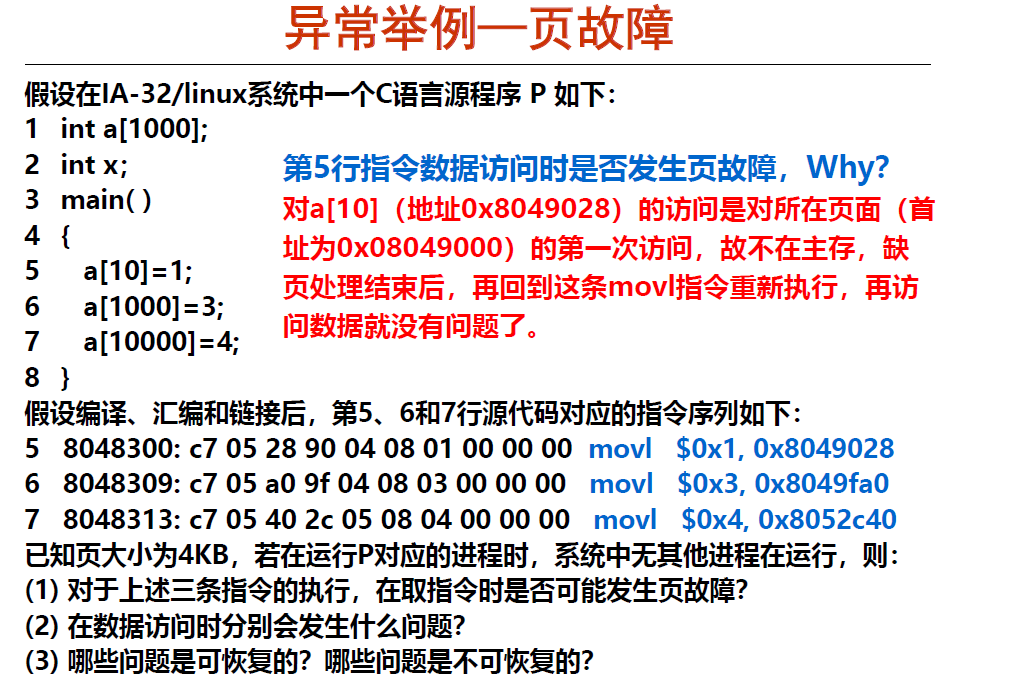 异常举例—页故障
假设在IA-32/linux系统中一个C语言源程序 P 如下：
1 int a[1000];
2 int x;
3 main( )
4 {
5 a[10]=1;
6 a[1000]=3;
7 a[10000]=4;
8 }
第5行指令数据访问时是否发生页故障，Why?
对a[10]（地址0x8049028）的访问是对所在页面（首
址为0x08049000）的第一次访问，故不在主存，缺
页处理结束后，再回到这条movl指令重新执行，再访
问数据就没有问题了。
假设编译、汇编和链接后，第5、6和7行源代码对应的指令序列如下：
5 8048300: c7 05 28 90 04 08 01 00 00 00 movl $0x1, 0x8049028
6 8048309: c7 05 a0 9f 04 08 03 00 00 00 movl $0x3, 0x8049fa0
7 8048313: c7 05 40 2c 05 08 04 00 00 00 movl $0x4, 0x8052c40
已知页大小为4KB，若在运行P对应的进程时，系统中无其他进程在运行，则：
(1) 对于上述三条指令的执行，在取指令时是否可能发生页故障？
(2) 在数据访问时分别会发生什么问题？
(3) 哪些问题是可恢复的？哪些问题是不可恢复的？